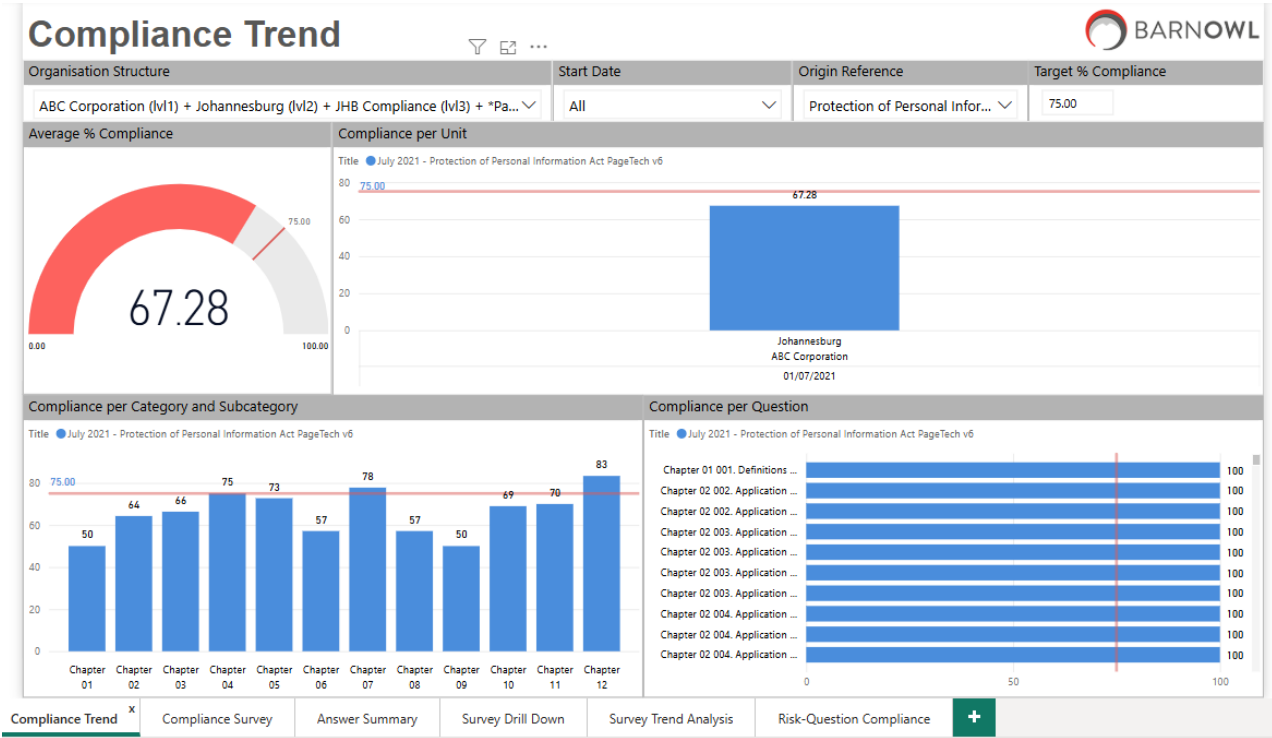 Compliance Trend
BARNOWL
Organisation Structure
Start Date
Origin Reference
Target % Compliance
ABC Corporation (lvl1) + Johannesburg (lvl2) + JHB Compliance (lvl3) + *Pa...
All
Protection of Personal Infor...
75.00
Average % Compliance
75.00
67.28
0.00
100.00
Compliance per Unit
Title July 2021 - Protection of Personal Information Act PageTech v6
80
75.00
67.28
60
40
20
0
Johannesburg
ABC Corporation
01/07/2021
Compliance per Category and Subcategory
Title July 2021 - Protection of Personal Information Act PageTech v6
80
75.00
60
40
20
0
50
64
66
75
73
57
78
57
50
69
70
83
Chapter 01
Chapter 02
Chapter 03
Chapter 04
Chapter 05
Chapter 06
Chapter 07
Chapter 08
Chapter 09
Chapter 10
Chapter 11
Chapter 12
Compliance per Question
Title July 2021 - Protection of Personal Information Act PageTech v6
Chapter 01 001. Definitions ... 100
Chapter 02 002. Application ... 100
Chapter 02 002. Application ... 100
Chapter 02 003. Application ... 100
Chapter 02 003. Application ... 100
Chapter 02 003. Application ... 100
Chapter 02 003. Application ... 100
Chapter 02 004. Application ... 100
Chapter 02 004. Application ... 100
Chapter 02 004. Application ... 100
0
50
100
Compliance Trend x
Compliance Survey
Answer Summary
Survey Drill Down
Survey Trend Analysis
Risk-Question Compliance
+